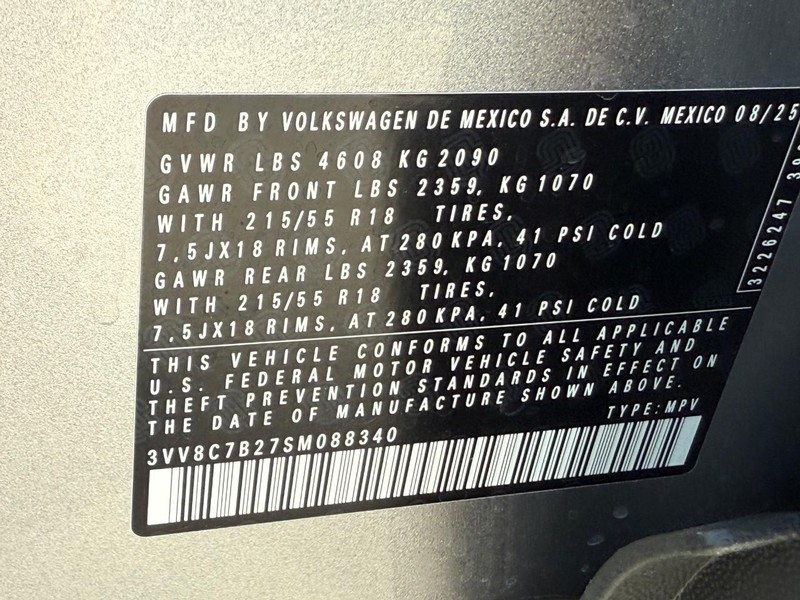 MFD BY VOLKSWAGEN DE MEXICO S.A. DE C.V. MEXICO 08/25
GVWR LBS 4608 KG 2090
GAWR FRONT LBS 2359, KG 1070
WITH 215/55 R18 TIRES,
7,5JX18 RIMS, AT 280 KPA, 41 PSI COLD
GAWR REAR LBS 2359, KG 1070
WITH 215/55 R18 TIRES,
7,5JX18 RIMS, AT 280 KPA, 41 PSI COLD
THIS VEHICLE CONFORMS TO ALL APPLICABLE
U.S. FEDERAL MOTOR VEHICLE SAFETY AND
THEFT PREVENTION STANDARDS IN EFFECT ON
THE DATE OF MANUFACTURE SHOWN ABOVE.
TYPE: MPV
3VV8C7B27SM088340
3226247